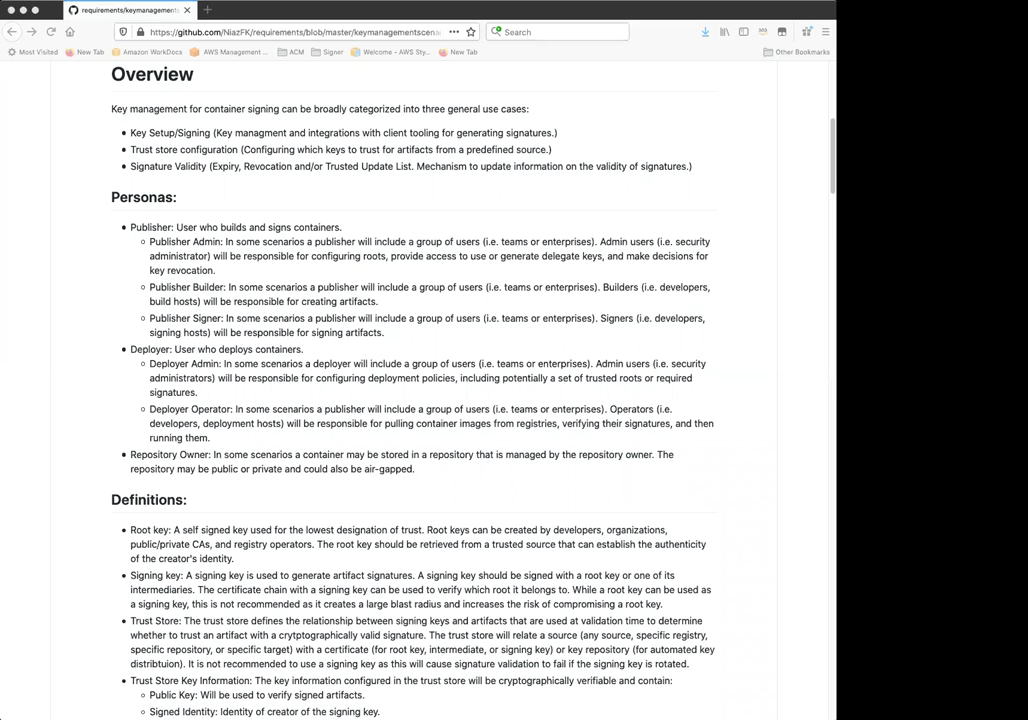 requirements/keymanagements
https://github.com/NiazFK/requirements/blob/master/keymanagementscena
Search
Most Visited New Tab Amazon WorkDocs AWS Management ... ACM Signer Welcome - AWS Sty... New Tab Other Bookmarks
Overview
Key management for container signing can be broadly categorized into three general use cases:
Key Setup/Signing (Key managment and integrations with client tooling for generating signatures.)
Trust store configuration (Configuring which keys to trust for artifacts from a predefined source.)
Signature Validity (Expiry, Revocation and/or Trusted Update List. Mechanism to update information on the validity of signatures.)
Personas:
Publisher: User who builds and signs containers.
Publisher Admin: In some scenarios a publisher will include a group of users (i.e. teams or enterprises). Admin users (i.e. security
administrator) will be responsible for configuring roots, provide access to use or generate delegate keys, and make decisions for
key revocation.
Publisher Builder: In some scenarios a publisher will include a group of users (i.e. teams or enterprises). Builders (i.e. developers,
build hosts) will be responsible for creating artifacts.
Publisher Signer: In some scenarios a publisher will include a group of users (i.e. teams or enterprises). Signers (i.e. developers,
signing hosts) will be responsible for signing artifacts.
Deployer: User who deploys containers.
Deployer Admin: In some scenarios a deployer will include a group of users (i.e. teams or enterprises). Admin users (i.e. security
administrators) will be responsible for configuring deployment policies, including potentially a set of trusted roots or required
signatures.
Deployer Operator: In some scenarios a publisher will include a group of users (i.e. teams or enterprises). Operators (i.e.
developers, deployment hosts) will be responsible for pulling container images from registries, verifying their signatures, and then
running them.
Repository Owner: In some scenarios a container may be stored in a repository that is managed by the repository owner. The
repository may be public or private and could also be air-gapped.
Definitions:
Root key: A self signed key used for the lowest designation of trust. Root keys can be created by developers, organizations,
public/private CAs, and registry operators. The root key should be retrieved from a trusted source that can establish the authenticity
of the creator's identity.
Signing key: A signing key is used to generate artifact signatures. A signing key should be signed with a root key or one of its
intermediaries. The certificate chain with a signing key can be used to verify which root it belongs to. While a root key can be used as
a signing key, this is not recommended as it creates a large blast radius and increases the risk of compromising a root key.
Trust Store: The trust store defines the relationship between signing keys and artifacts that are used at validation time to determine
whether to trust an artifact with a crytptographically valid signature. The trust store will relate a source (any source, specific registry,
specific repository, or specific target) with a certificate (for root key, intermediate, or signing key) or key repository (for automated key
distribtuion). It is not recommended to use a signing key as this will cause signature validation to fail if the signing key is rotated.
Trust Store Key Information: The key information configured in the trust store will be cryptographically verifiable and contain:
Public Key: Will be used to verify signed artifacts.
Signed Identity: Identity of creator of the signing key.